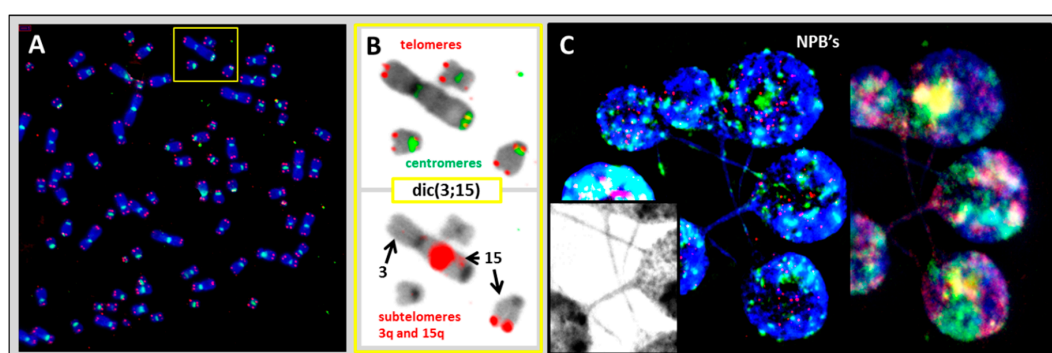 A
B
telomeres
centromeres
dic(3;15)
3
15
subtelomeres
3q and 15q
C
NPB's